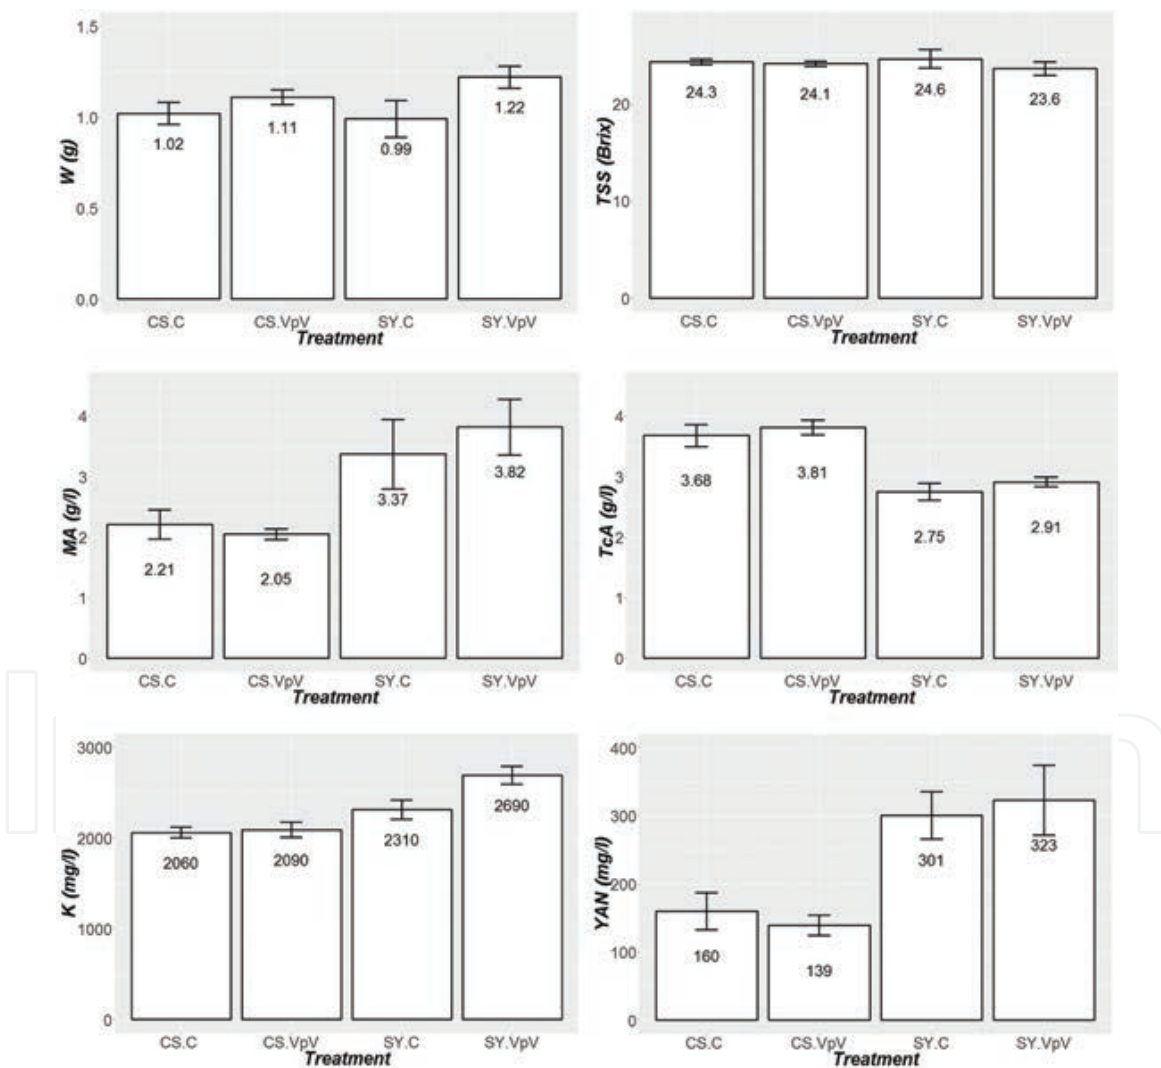 W (g)
1.5
1.0
0.5
0.0
1.02
1.11
0.99
1.22
CS.C CS.VpV SY.C SY.VpV
Treatment
TSS (Brix)
20
10
0
24.3
24.1
24.6
23.6
CS.C CS.VpV SY.C SY.VpV
Treatment
MA (g/l)
4
3
2
1
0
2.21
2.05
3.37
3.82
CS.C CS.VpV SY.C SY.VpV
Treatment
TcA (g/l)
4
3
2
1
0
3.68
3.81
2.75
2.91
CS.C CS.VpV SY.C SY.VpV
Treatment
K (mg/l)
3000
2000
1000
0
2060
2090
2310
2690
CS.C CS.VpV SY.C SY.VpV
Treatment
YAN (mg/l)
400
300
200
100
0
160
139
301
323
CS.C CS.VpV SY.C SY.VpV
Treatment